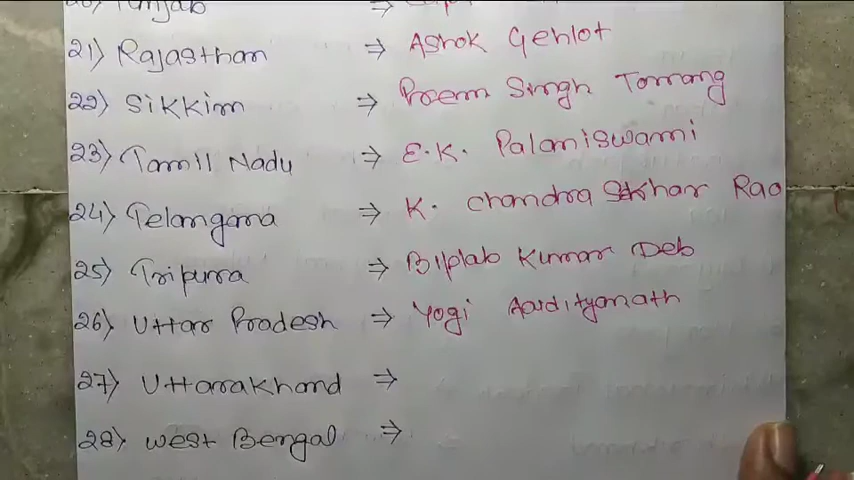 Punjab ⇒
21) Rajasthan ⇒ Ashok Gehlot
22) Sikkim ⇒ Prem Singh Tamang
23) Tamil Nadu ⇒ E.K. Palaniswami
24) Telangana ⇒ K. Chandra Sekhar Rao
25) Tripura ⇒ Biplab Kumar Deb
26) Uttar Pradesh ⇒ Yogi Aadityanath
27) Uttarakhand ⇒
28) West Bengal ⇒